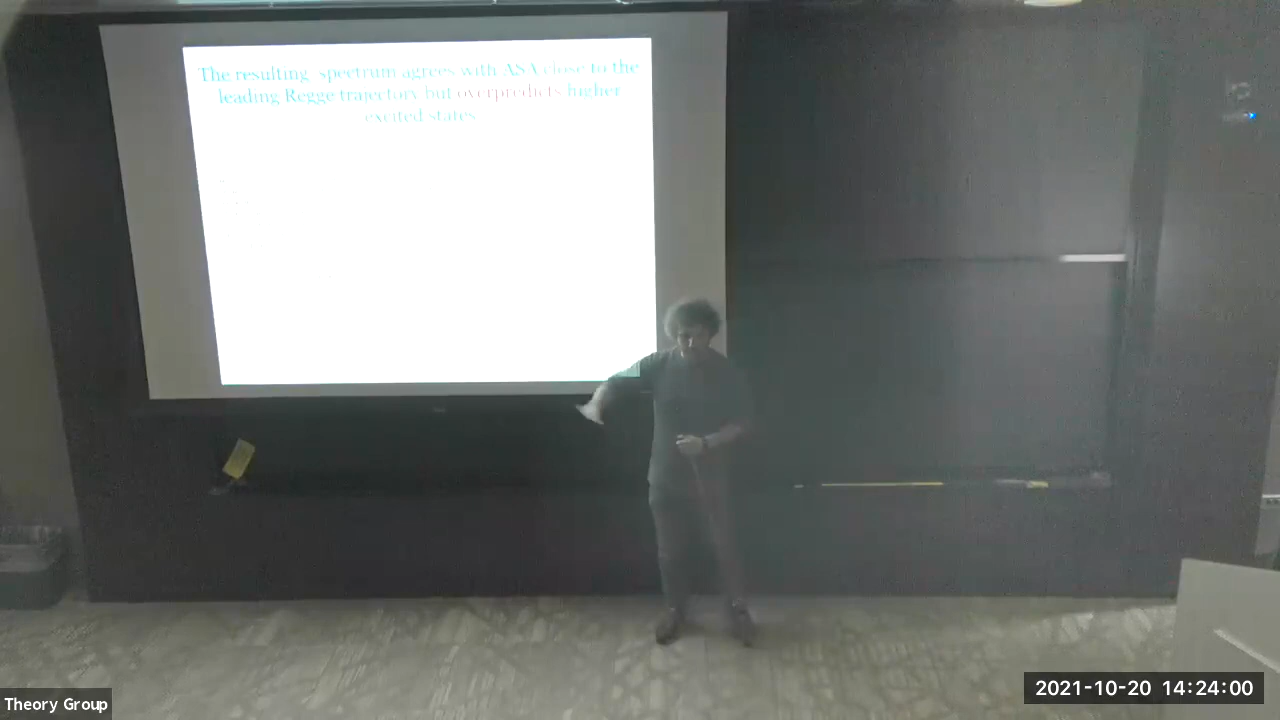 The resulting spectrum agrees with ASA close to the
leading Regge trajectory but overpredicts higher
excited states
Theory Group
2021-10-20 14:24:00